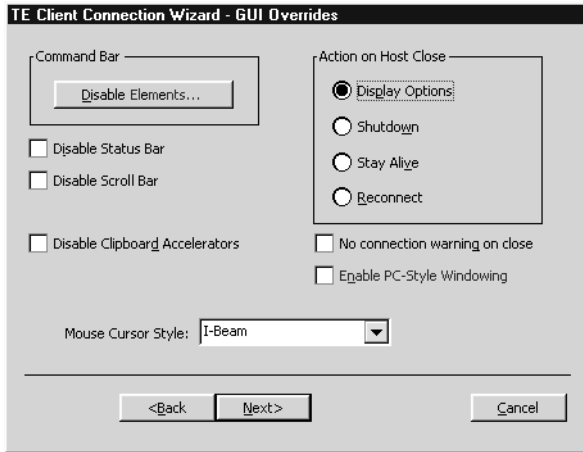 TE Client Connection Wizard - GUI Overrides
Command Bar
Disable Elements...
Disable Status Bar
Disable Scroll Bar
Disable Clipboard Accelerators
Action on Host Close
Display Options
Shutdown
Stay Alive
Reconnect
No connection warning on close
Enable PC-Style Windowing
Mouse Cursor Style: I-Beam
<Back Next> Cancel